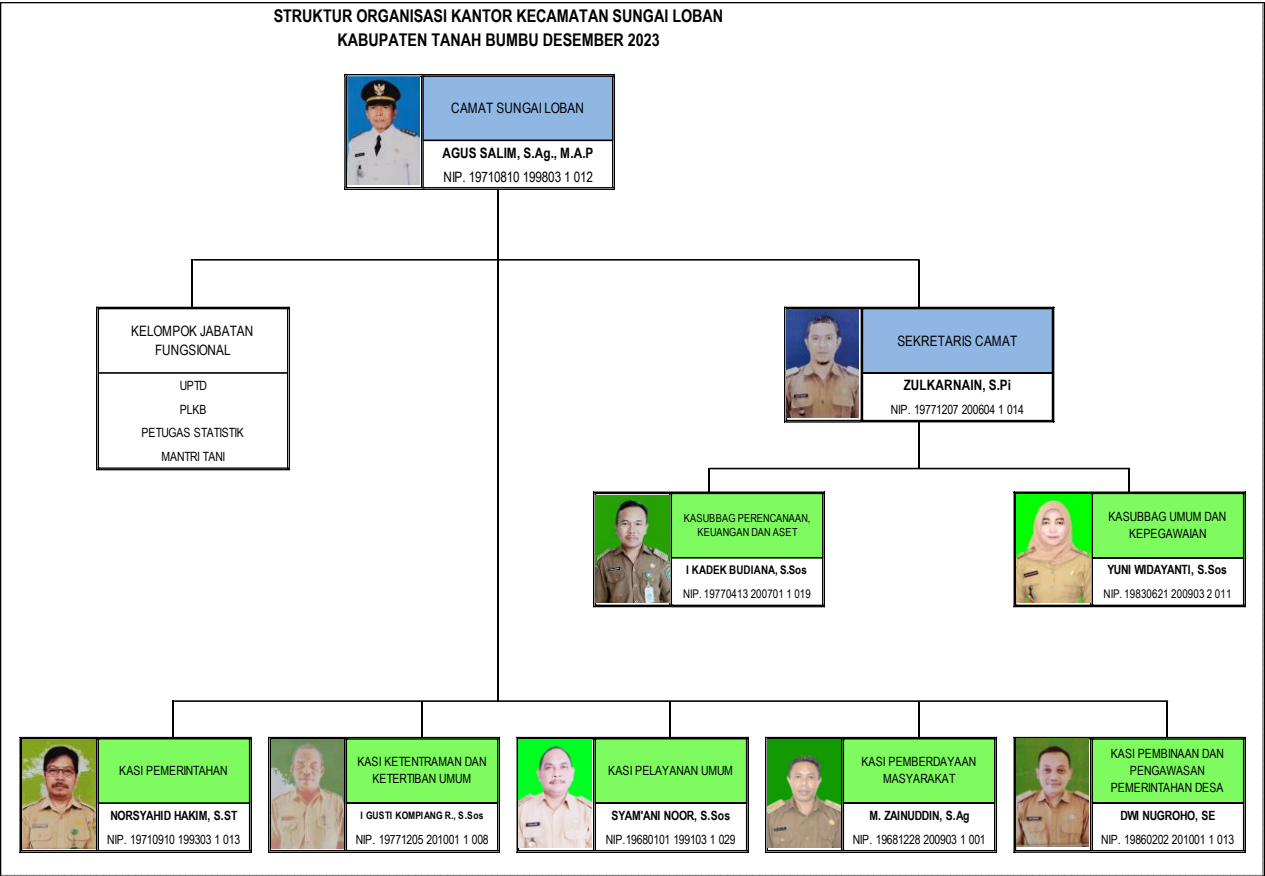 STRUKTUR ORGANISASI KANTOR KECAMATAN SUNGAI LOBAN
KABUPATEN TANAH BUMBU DESEMBER 2023
CAMAT SUNGAI LOBAN
AGUS SALIM, S.Ag., M.A.P
NIP. 19710810 199803 1 012
KELOMPOK JABATAN
FUNGSIONAL
UPTD
PLKB
PETUGAS STATISTIK
MANTRI TANI
SEKRETARIS CAMAT
ZULKARNAIN, S.Pi
NIP. 19771207 200604 1 014
KASUBBAG PERENCANAAN,
KEUANGAN DAN ASET
I KADEK BUDIANA, S.Sos
NIP. 19770413 200701 1 019
KASUBBAG UMUM DAN
KEPEGAWAIAN
YUNI WIDAYANTI, S.Sos
NIP. 19830621 200903 2 011
KASI PEMERINTAHAN
NORSYAHID HAKIM, S.ST
NIP. 19710910 199303 1 013
KASI KETENTRAMAN DAN
KETERTIBAN UMUM
I GUSTI KOMPIANG R., S.Sos
NIP. 19771205 201001 1 008
KASI PELAYANAN UMUM
SYAM'ANI NOOR, S.Sos
NIP.19680101 199103 1 029
KASI PEMBERDAYAAN
MASYARAKAT
M. ZAINUDDIN, S.Ag
NIP. 19681228 200903 1 001
KASI PEMBINAAN DAN
PENGAWASAN
PEMERINTAHAN DESA
DWI NUGROHO, SE
NIP. 19860202 201001 1 013